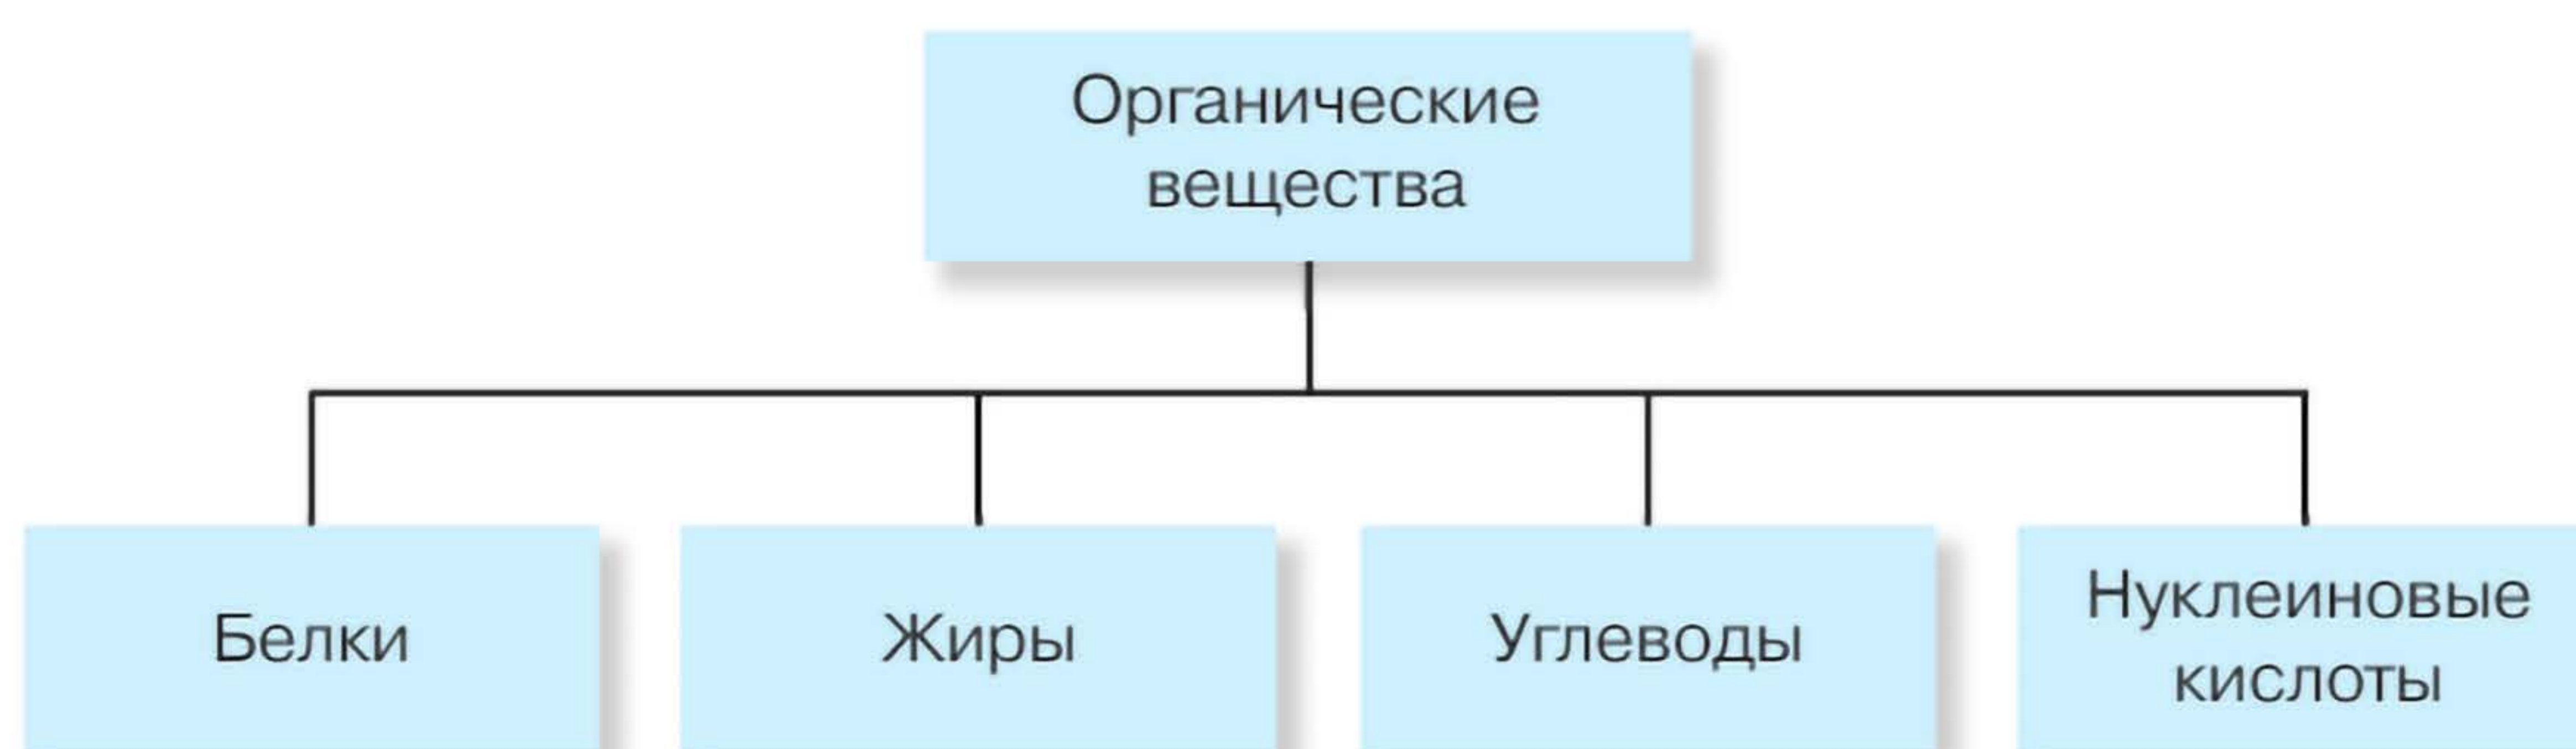 Органические
вещества
Белки
Жиры
Углеводы
Нуклеиновые
кислоты